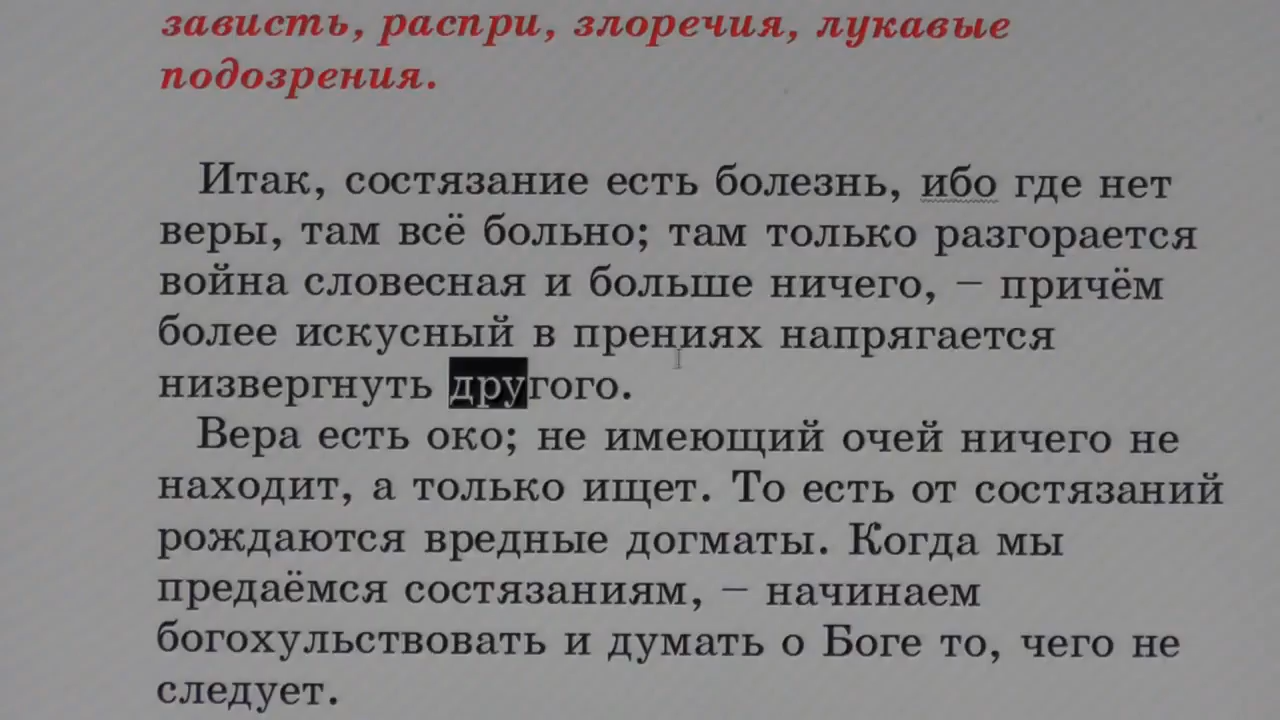 зависть, распри, злоречия, лукавые
подозрения.
Итак, состязание есть болезнь, ибо где нет
веры, там всё больно; там только разгорается
война словесная и больше ничего, – причём
более искусный в прениях напрягается
низвергнуть другого.
Вера есть око; не имеющий очей ничего не
находит, а только ищет. То есть от состязаний
рождаются вредные догматы. Когда мы
предаёмся состязаниям, – начинаем
богохульствовать и думать о Боге то, чего не
следует.